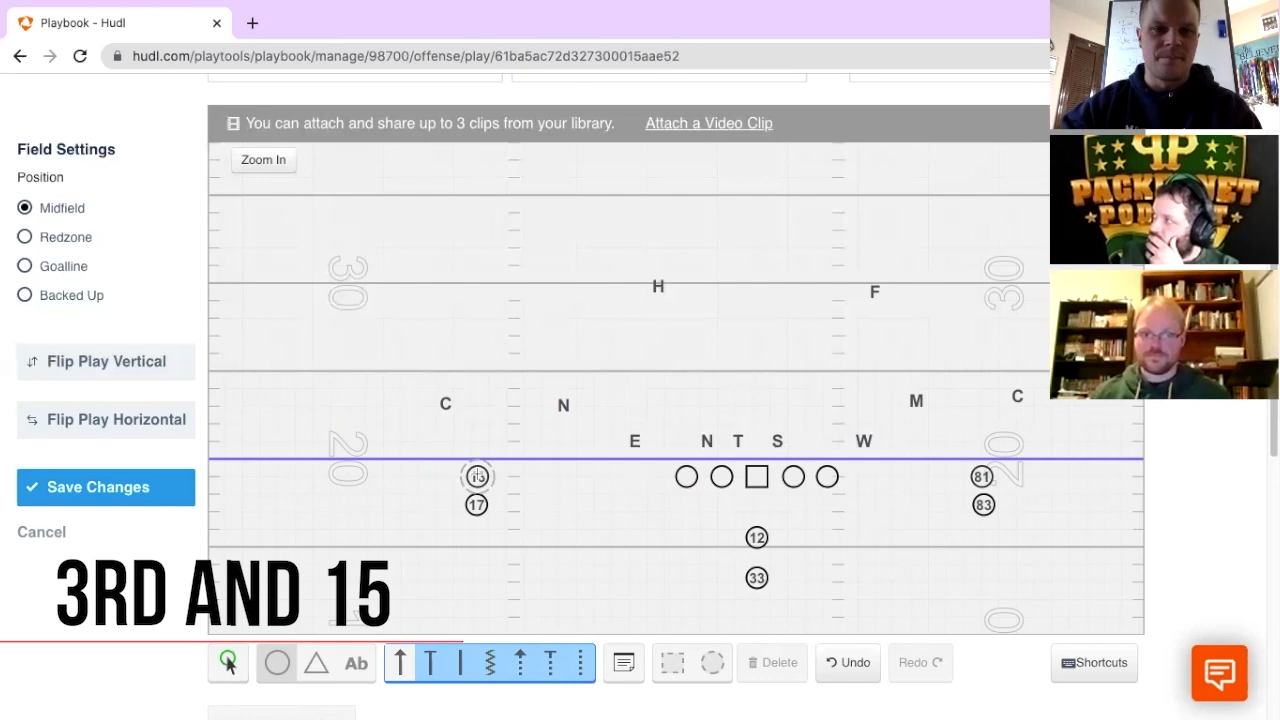 Playbook - Hudl
hudl.com/playtools/playbook/manage/98700/offense/play/61ba5ac72d327300015aae52
You can attach and share up to 3 clips from your library. Attach a Video Clip
Zoom In
Field Settings
Position
Midfield
Redzone
Goalline
Backed Up
Flip Play Vertical
Flip Play Horizontal
Save Changes
Cancel
30
30
H
F
C
N
M
C
E
N
T
S
W
20
20
81
17
83
12
33
0
3RD AND 15
Ab
Delete
Undo
Redo
Shortcuts